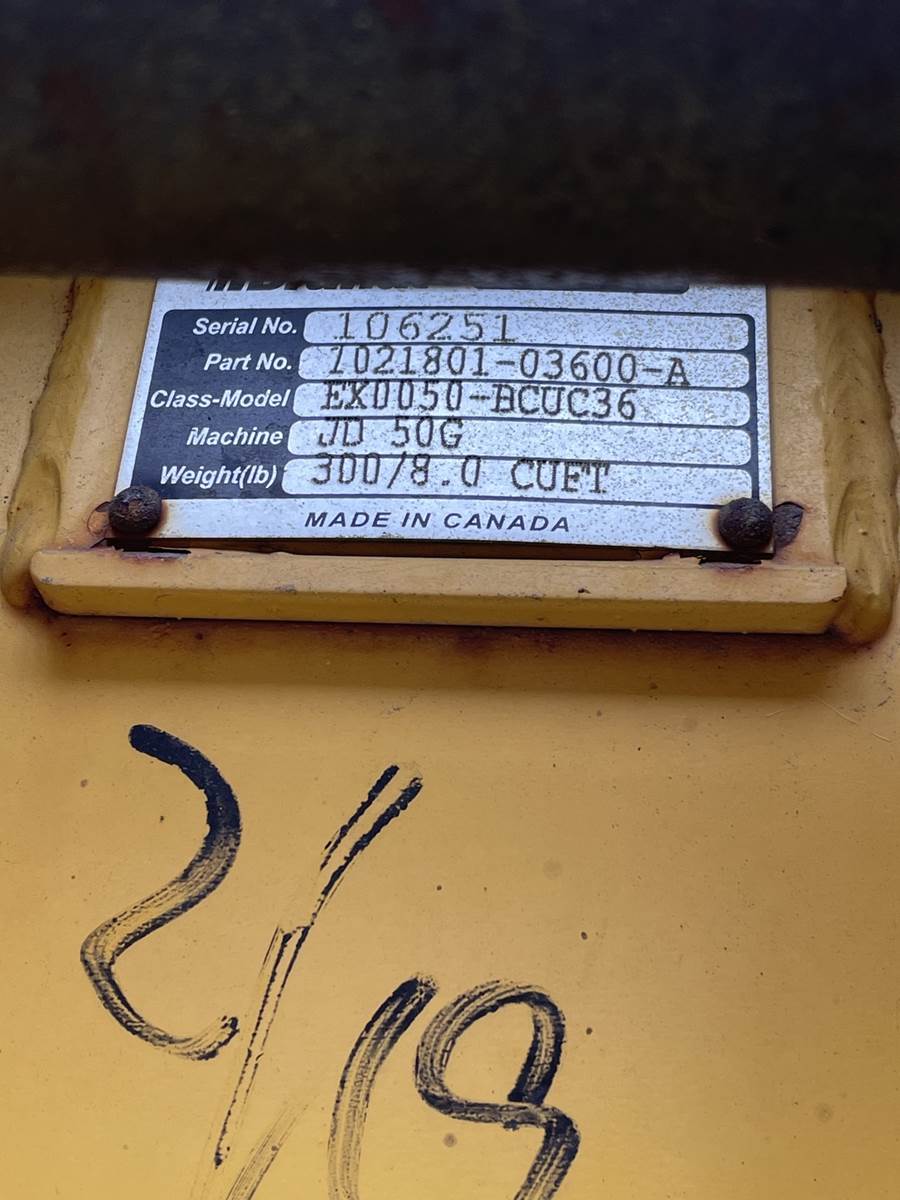 Serial No. 106251
Part No. 1021801-03600-A
Class-Model EX0050-BCUC36
Machine JD 50G
Weight(lb) 300/8.0 CUFT
MADE IN CANADA
2/19